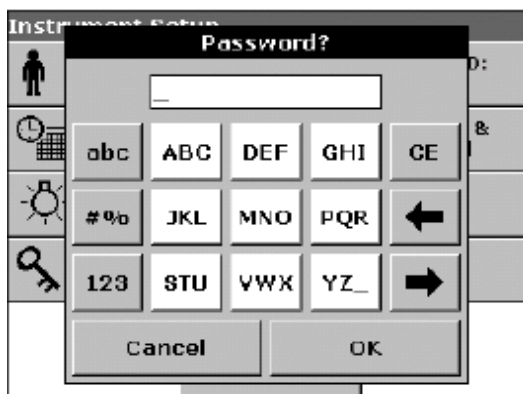 Instrument Setup
Password?
D:
_
&
abc ABC DEF GHI CE
#% JKL MNO PQR
123 STU VWX YZ_
Cancel OK